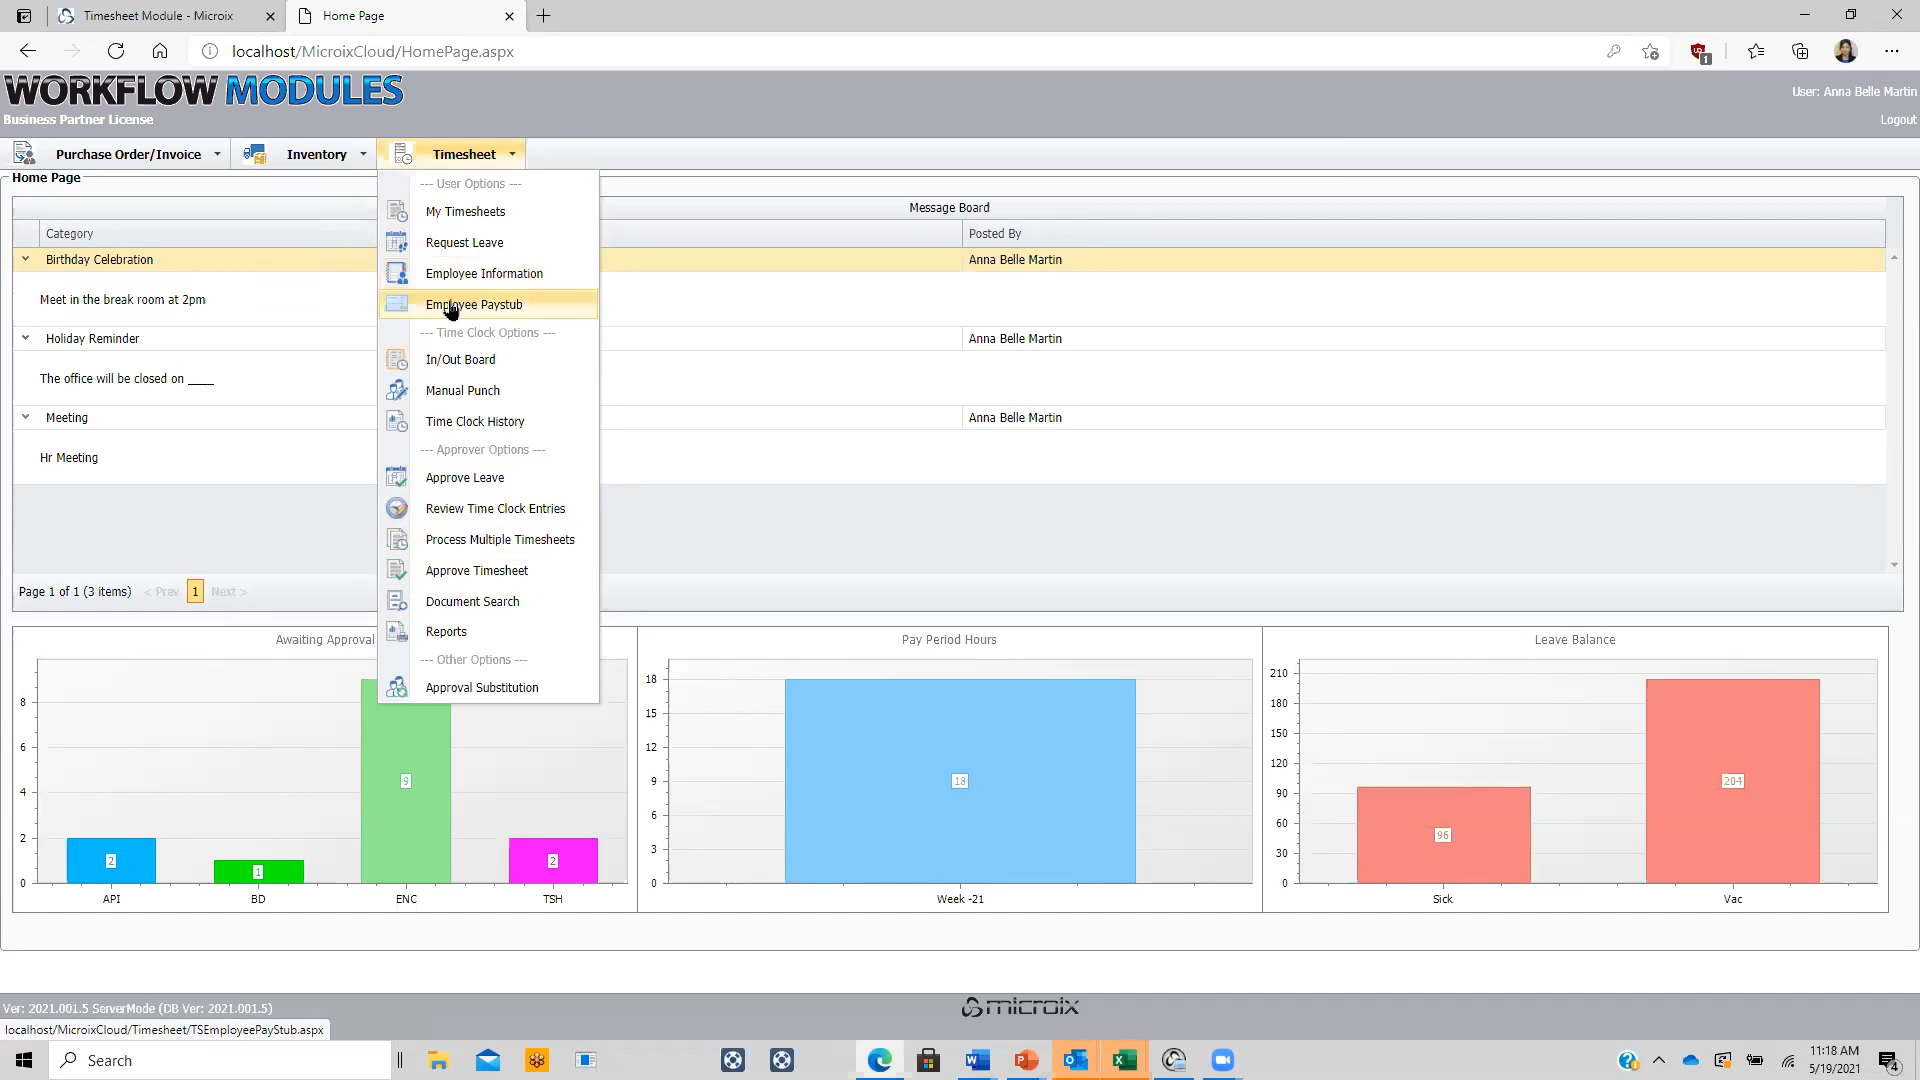 Timesheet Module - Microix
Home Page
localhost/MicroixCloud/HomePage.aspx
1
WORKFLOW MODULES
Business Partner License
User: Anna Belle Martin
Logout
Purchase Order/Invoice
Inventory
Timesheet
Home Page
--- User Options ---
My Timesheets
Request Leave
Employee Information
Employee Paystub
--- Time Clock Options ---
In/Out Board
Manual Punch
Time Clock History
--- Approver Options ---
Approve Leave
Review Time Clock Entries
Process Multiple Timesheets
Approve Timesheet
Document Search
Reports
--- Other Options ---
Approval Substitution
Message Board
Category
Posted By
Birthday Celebration
Anna Belle Martin
Meet in the break room at 2pm
Holiday Reminder
Anna Belle Martin
The office will be closed on ____
Meeting
Anna Belle Martin
Hr Meeting
Page 1 of 1 (3 items) < Prev 1 Next >
Awaiting Approval
8
6
4
2
0
2
1
9
2
API
BD
ENC
TSH
Pay Period Hours
18
15
12
9
6
3
0
18
Week -21
Leave Balance
210
180
150
120
90
60
30
0
96
204
Sick
Vac
Ver: 2021.001.5 ServerMode (DB Ver: 2021.001.5)
microix
localhost/MicroixCloud/Timesheet/TSEmployeePayStub.aspx
Search
11:18 AM
5/19/2021
4